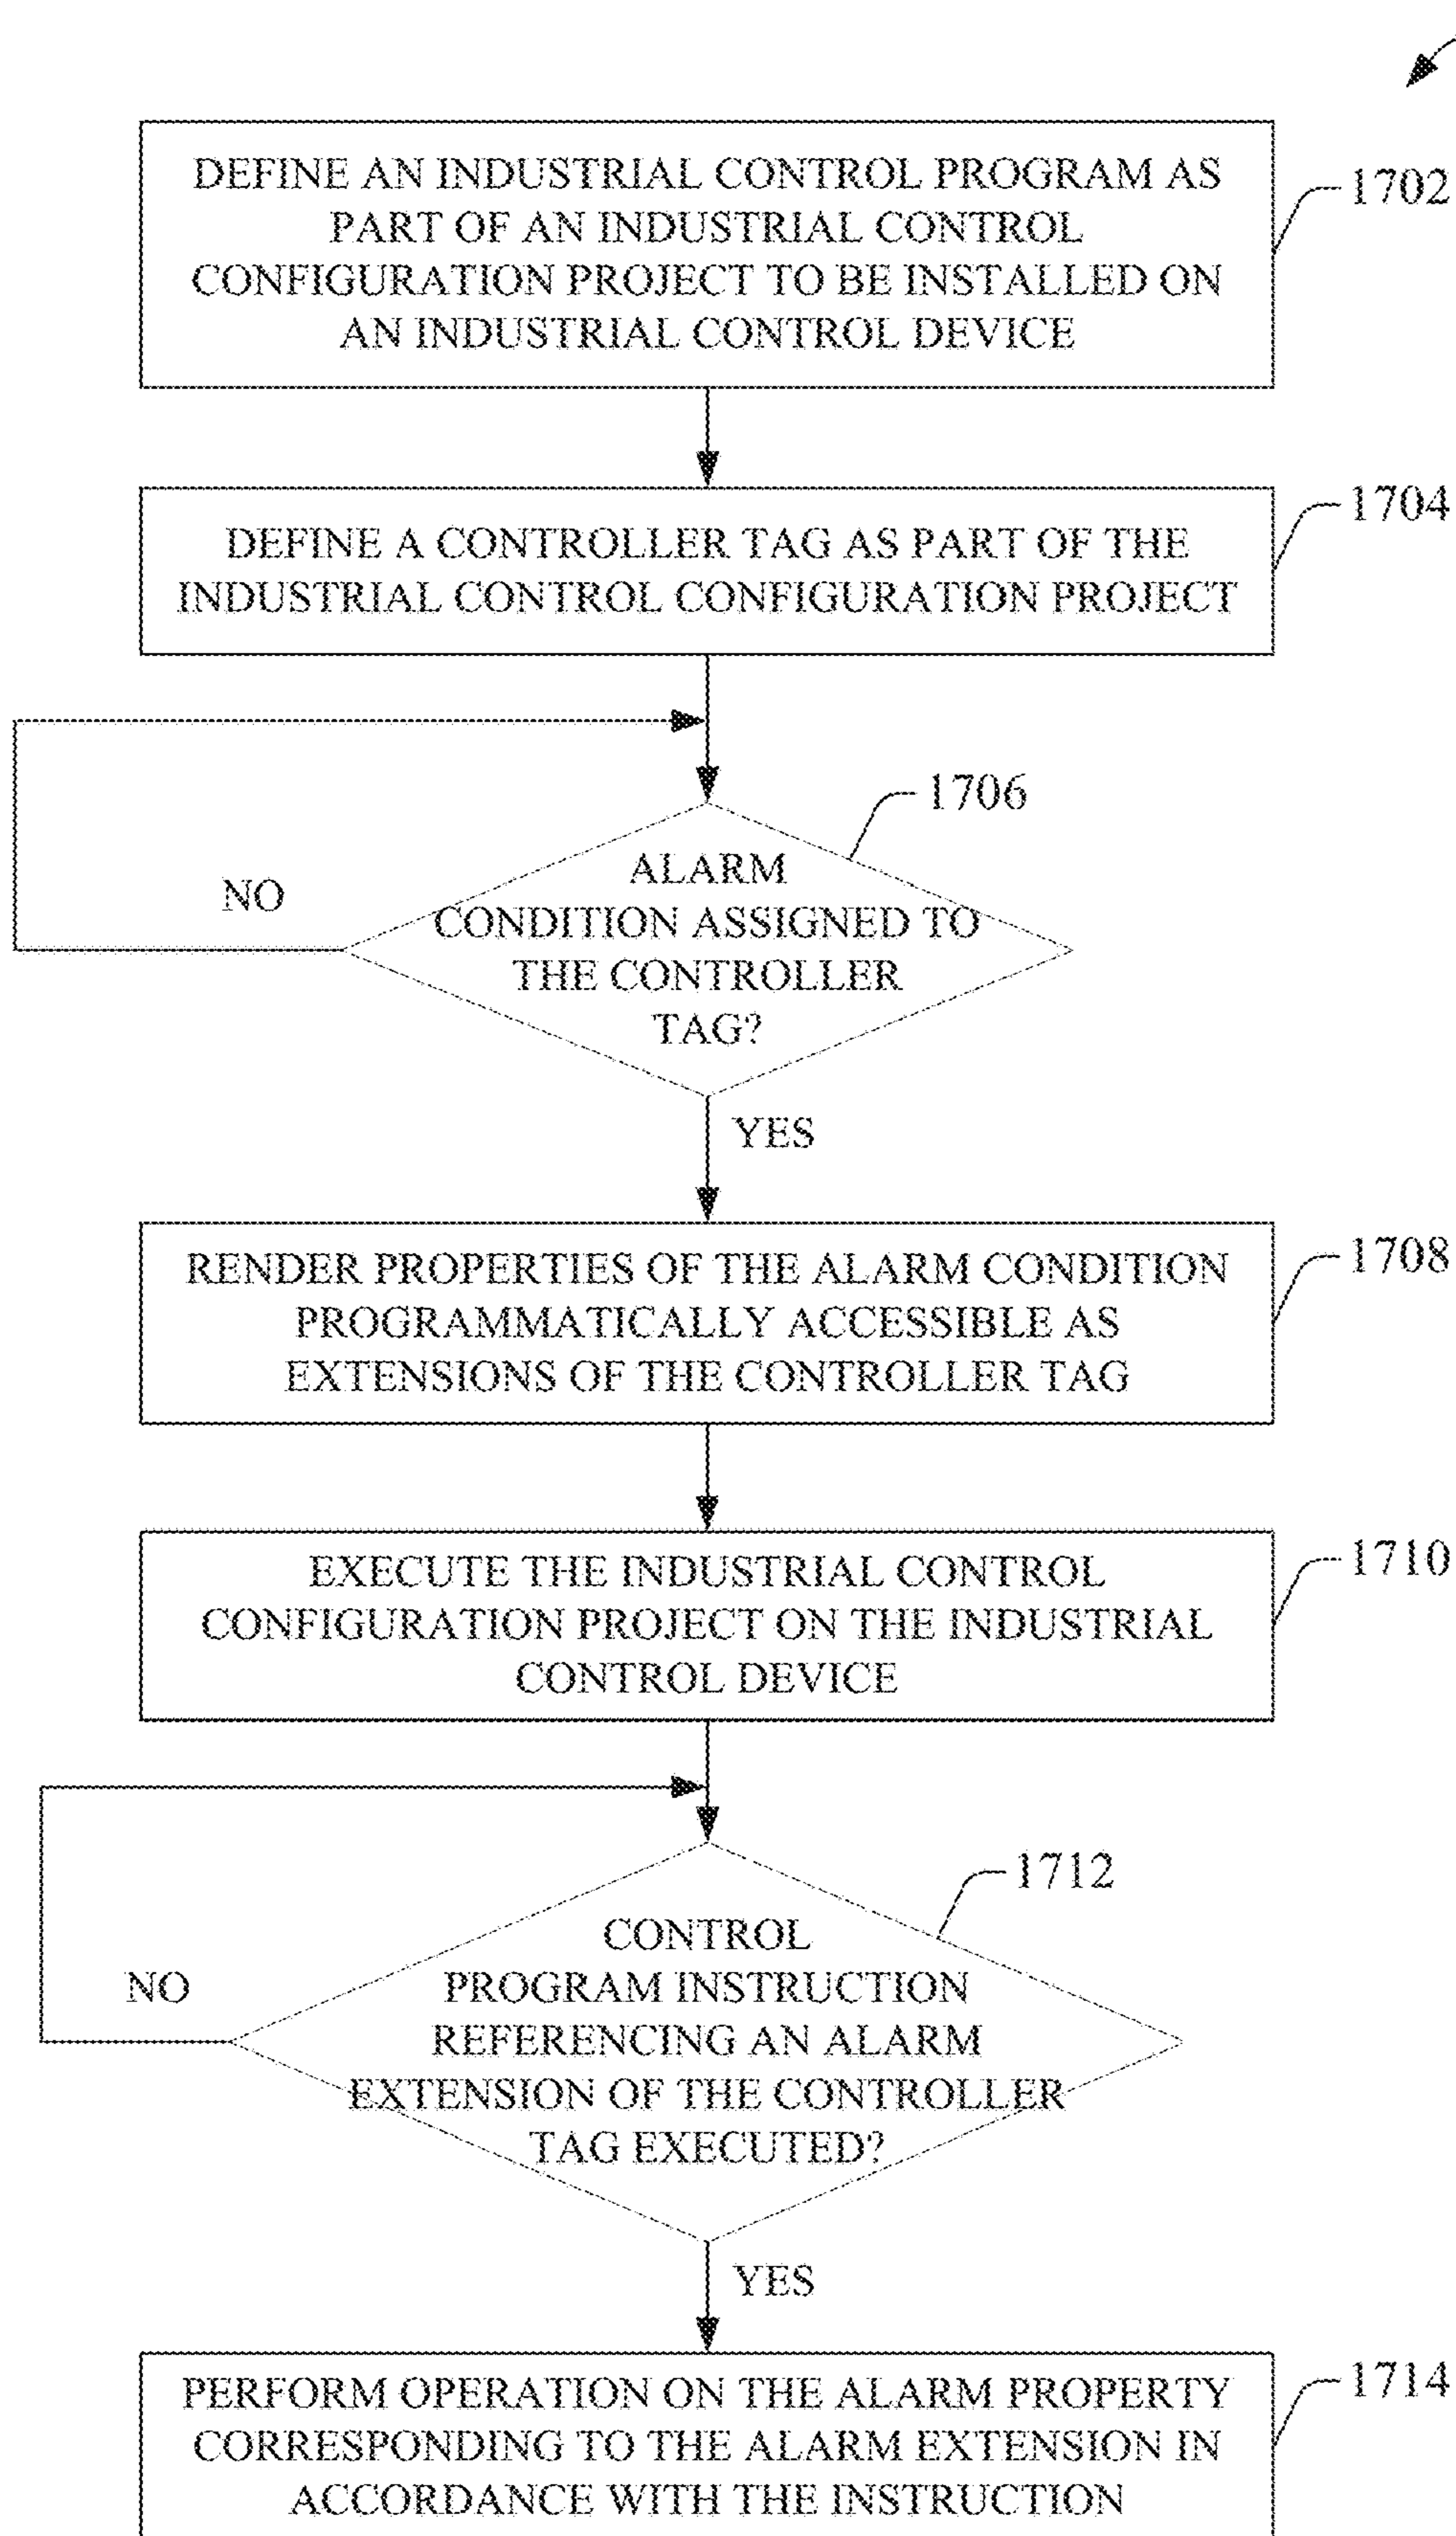 DEFINE AN INDUSTRIAL CONTROL PROGRAM AS
PART OF AN INDUSTRIAL CONTROL
CONFIGURATION PROJECT TO BE INSTALLED ON
AN INDUSTRIAL CONTROL DEVICE
1702
DEFINE A CONTROLLER TAG AS PART OF THE
INDUSTRIAL CONTROL CONFIGURATION PROJECT
1704
1706
ALARM
CONDITION ASSIGNED TO
THE CONTROLLER
TAG?
NO
YES
RENDER PROPERTIES OF THE ALARM CONDITION
PROGRAMMATICALLY ACCESSIBLE AS
EXTENSIONS OF THE CONTROLLER TAG
1708
EXECUTE THE INDUSTRIAL CONTROL
CONFIGURATION PROJECT ON THE INDUSTRIAL
CONTROL DEVICE
1710
1712
CONTROL
PROGRAM INSTRUCTION
REFERENCING AN ALARM
EXTENSION OF THE CONTROLLER
TAG EXECUTED?
NO
YES
PERFORM OPERATION ON THE ALARM PROPERTY
CORRESPONDING TO THE ALARM EXTENSION IN
ACCORDANCE WITH THE INSTRUCTION
1714